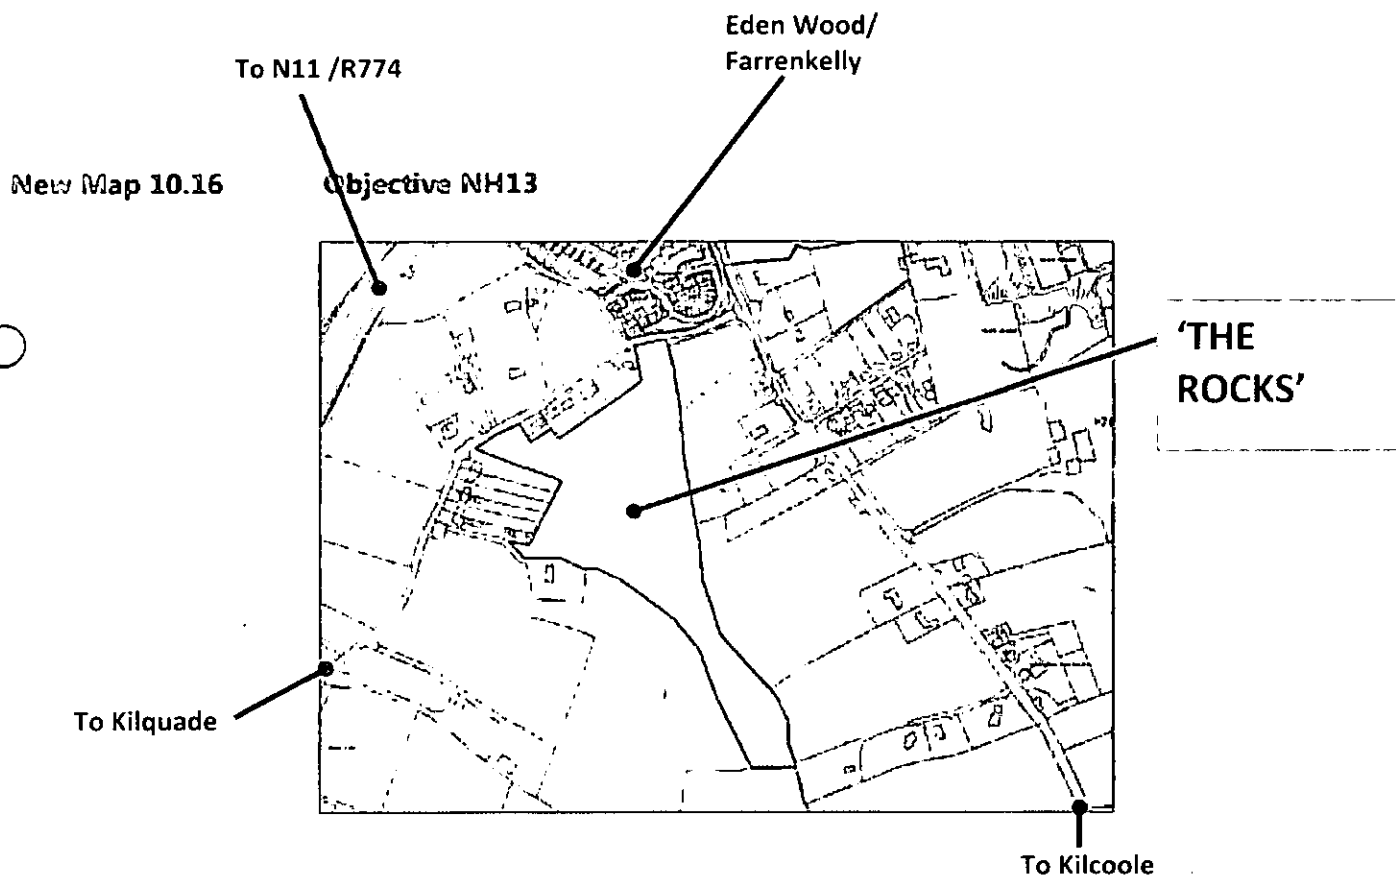 Eden Wood/
Farrenkelly
To N11 /R774
New Map 10.16 Objective NH13
'THE
ROCKS'
To Kilquade
To Kilcoole